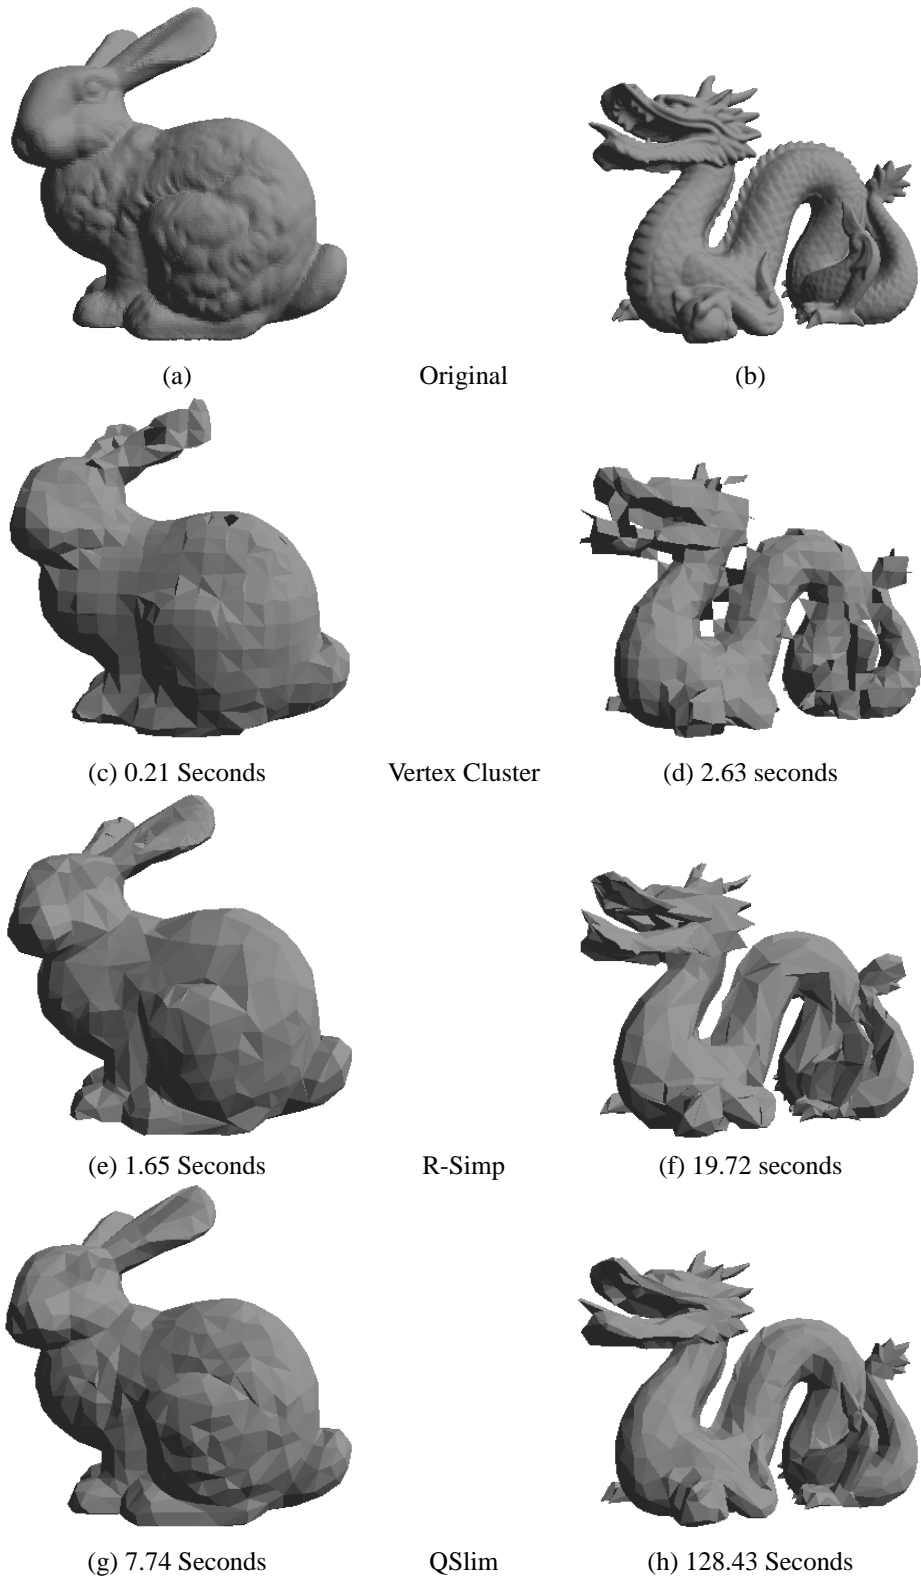 (a) Original (b)
(c) 0.21 Seconds Vertex Cluster (d) 2.63 seconds
(e) 1.65 Seconds R-Simp (f) 19.72 seconds
(g) 7.74 Seconds QSlim (h) 128.43 Seconds